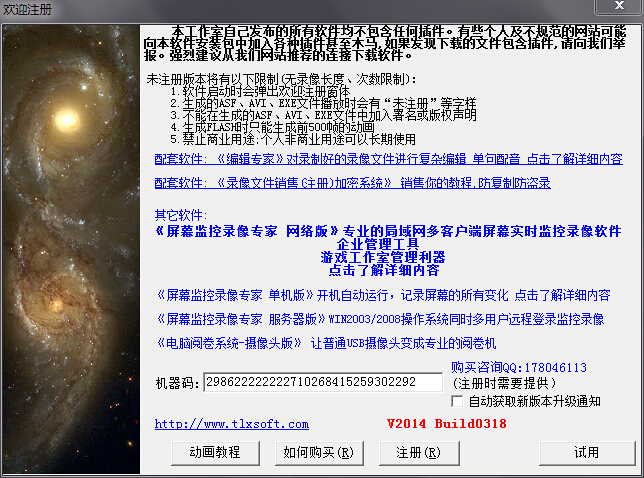 欢迎注册
本工作室自己发布的所有软件均不包含任何插件。有些个人及不规范的网站可能
向本软件安装包中加入各种插件甚至木马,如果发现下载的文件包含插件,请向我们举
报。强烈建议从我们网站推荐的连接下载软件。
未注册版本将有以下限制(无录像长度、次数限制):
1.软件启动时会弹出欢迎注册窗体
2.生成的ASF、AVI、EXE文件播放时会有“未注册”等字样
3.不能在生成的ASF、AVI、EXE文件中加入署名或版权声明
4.生成FLASH时只能生成前500帧的动画
5.禁止商业用途:个人非商业用途可以长期使用
配套软件: 《编辑专家》对录制好的录像文件进行复杂编辑 单句配音 点击了解详细内容
配套软件: 《录像文件销售(注册)加密系统》 销售你的教程,防复制防盗录
其它软件:
《屏幕监控录像专家 网络版》专业的局域网多客户端屏幕实时监控录像软件
企业管理工具
游戏工作室管理利器
点击了解详细内容
《屏幕监控录像专家 单机版》开机自动运行，记录屏幕的所有变化 点击了解详细内容
《屏幕监控录像专家 服务器版》WIN2003/2008操作系统同时多用户远程登录监控录像
《电脑阅卷系统-摄像头版》 让普通USB摄像头变成专业的阅卷机
购买咨询QQ:178046113
机器码: 29862222222710268415259302292 (注册时需要提供)
自动获取新版本升级通知
http://www.tlxsoft.com V2014 Build0318
动画教程 如何购买(R) 注册(R) 试用